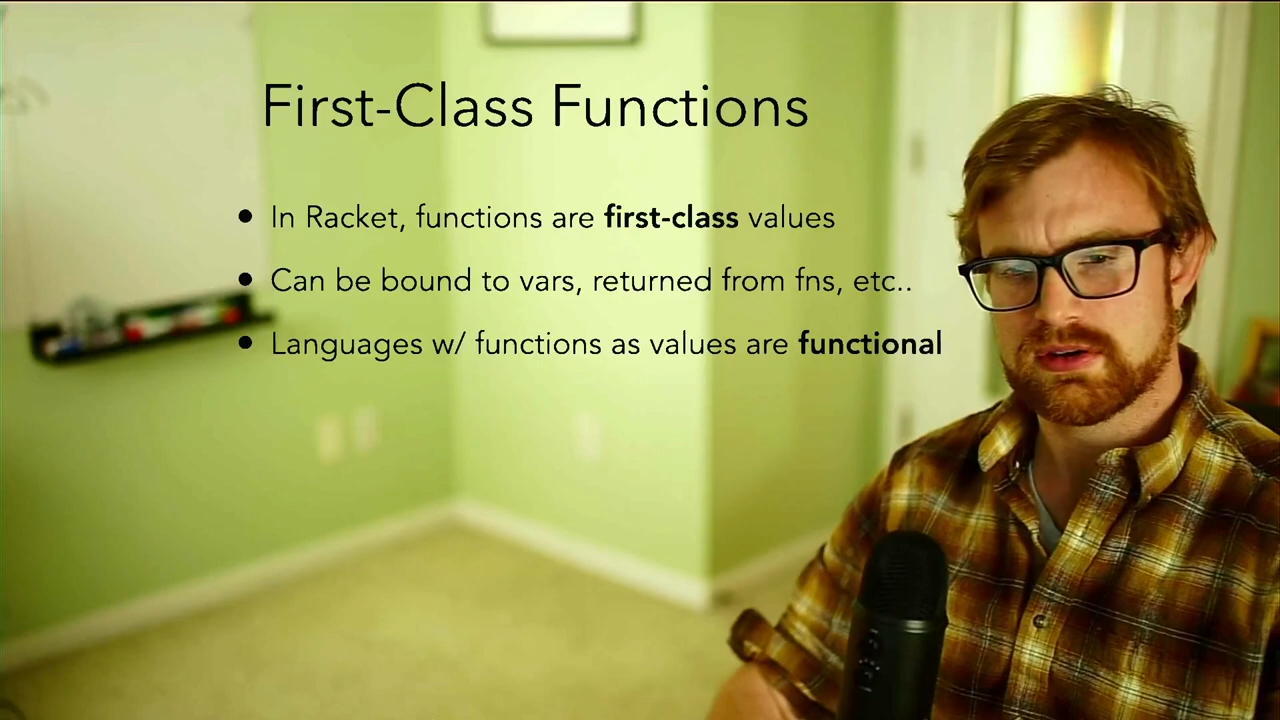 First-Class Functions
• In Racket, functions are first-class values
• Can be bound to vars, returned from fns, etc..
• Languages w/ functions as values are functional